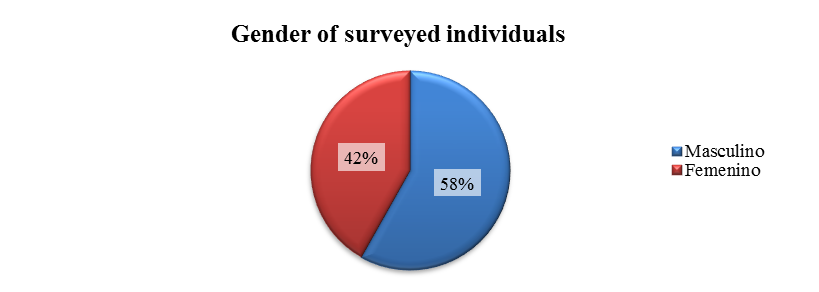 Gender of surveyed individuals
42%
58%
Masculino
Femenino